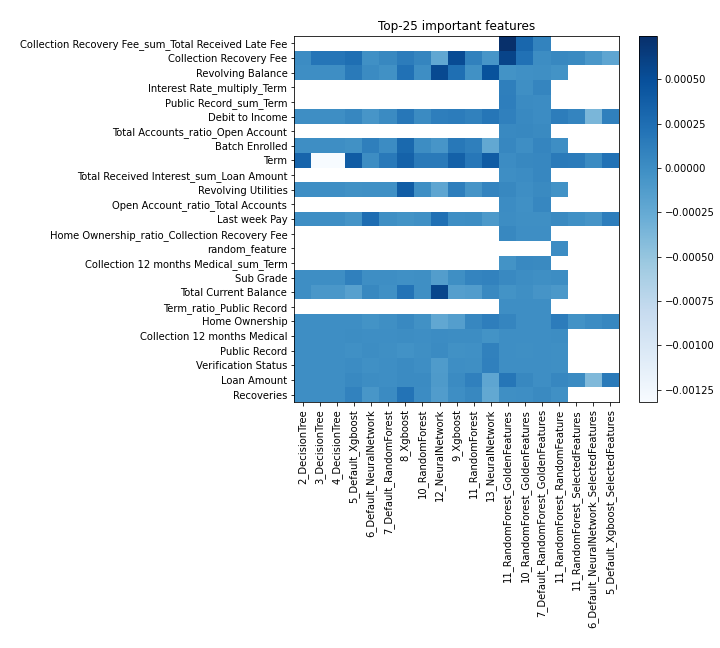 Top-25 important features
Collection Recovery Fee_sum_Total Received Late Fee
Collection Recovery Fee
Revolving Balance
Interest Rate_multiply_Term
Public Record_sum_Term
Debt to Income
Total Accounts_ratio_Open Account
Batch Enrolled
Term
Total Received Interest_sum_Loan Amount
Revolving Utilities
Open Account_ratio_Total Accounts
Last week Pay
Home Ownership_ratio_Collection Recovery Fee
random_feature
Collection 12 months Medical_sum_Term
Sub Grade
Total Current Balance
Term_ratio_Public Record
Home Ownership
Collection 12 months Medical
Public Record
Verification Status
Loan Amount
Recoveries
2_DecisionTree
3_DecisionTree
4_DecisionTree
5_Default_Xgboost
6_Default_NeuralNetwork
7_Default_RandomForest
8_Xgboost
10_RandomForest
12_NeuralNetwork
9_Xgboost
11_RandomForest
13_NeuralNetwork
11_RandomForest_GoldenFeatures
10_RandomForest_GoldenFeatures
7_Default_RandomForest_GoldenFeatures
11_RandomForest_RandomFeature
11_RandomForest_SelectedFeatures
6_Default_NeuralNetwork_SelectedFeatures
5_Default_Xgboost_SelectedFeatures
0.00050
0.00025
0.00000
−0.00025
−0.00050
−0.00075
−0.00100
−0.00125